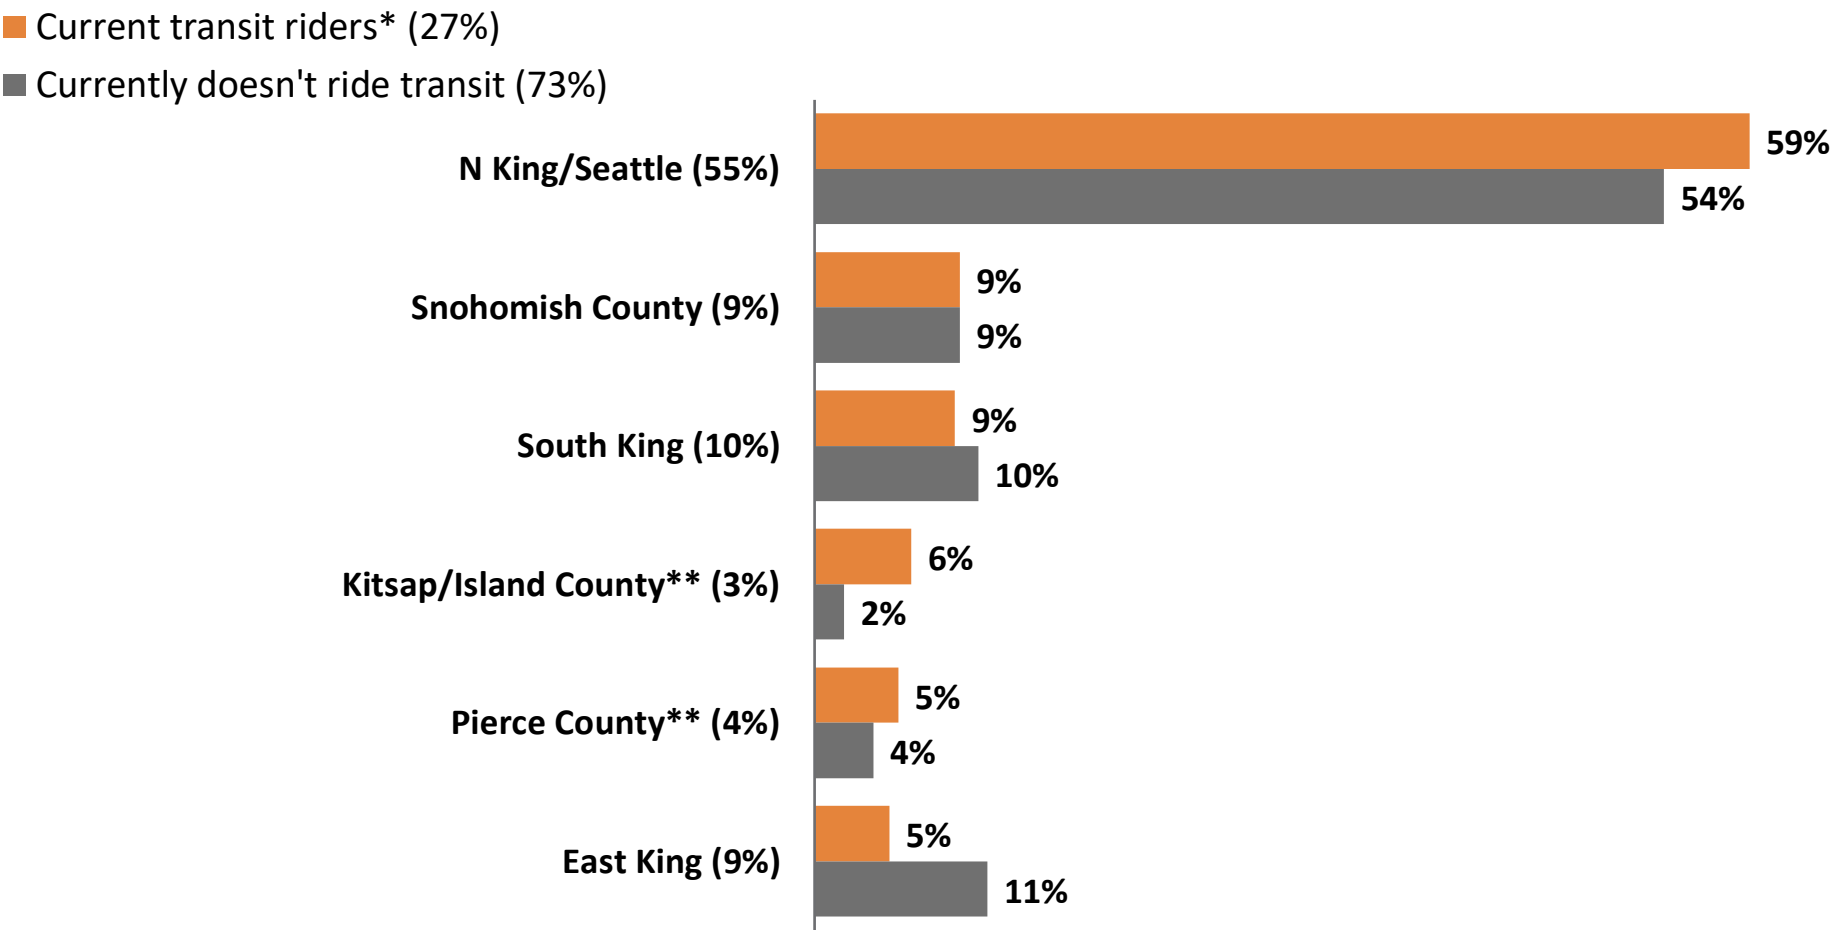 Current transit riders* (27%)
Currently doesn't ride transit (73%)
N King/Seattle (55%)
59%
54%
Snohomish County (9%)
9%
9%
South King (10%)
9%
10%
Kitsap/Island County** (3%)
6%
2%
Pierce County** (4%)
5%
4%
East King (9%)
5%
11%